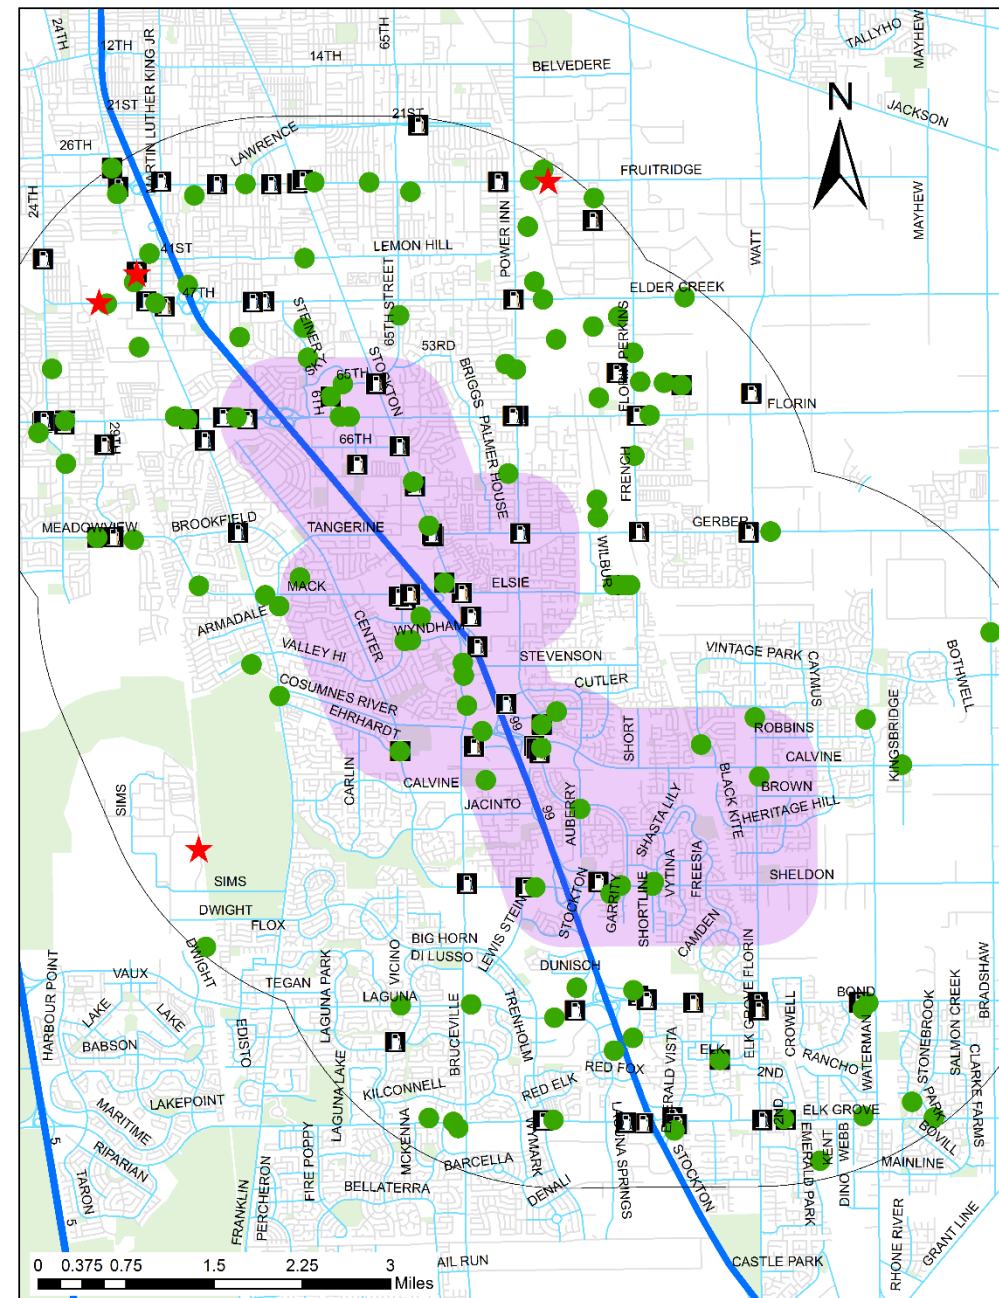 24TH
12TH
MARTIN LUTHER KING JR
65TH
14TH
BELVEDERE
TALLYHO
MAYHEW
JACKSON
N
21ST
21ST
26TH
LAWRENCE
24TH
FRUITRIDGE
MAYHEW
41ST
LEMON HILL
POWER INN
WATT
47TH
ELDER CREEK
STEINER
65TH STREET
53RD
STOCKTON
BRIGGS
FLORIN PERKINS
65TH
FLORIN
PALMER HOUSE
29TH
66TH
FRENCH
MEADOWVIEW
BROOKFIELD
TANGERINE
GERBER
WILBUR
MACK
ELSIE
ARMADALE
CENTER
WYNDHAM
VALLEY HI
STEVENSON
VINTAGE PARK
CAYMUS
BOTHWELL
CUTLER
COSUMNES RIVER
EHRHARDT
99
SHORT
ROBBINS
KINGSBRIDGE
CARLIN
CALVINE
CALVINE
BLACK KITE
BROWN
SIMS
JACINTO
99
AUBERRY
SHASTA LILY
HERITAGE HILL
VYTINA
FREESIA
SHELDON
SIMS
STOCKTON
GARRITY
SHORTLINE
DWIGHT
LEWIS STEIN
FLOX
BIG HORN
CAMDEN
DWIGHT
DI LUSSO
VICINO
DUNISCH
ELK GROVE FLORIN
HARBOUR POINT
VAUX
TEGAN
LAGUNA PARK
LAGUNA
BOND
BRADSHAW
LAKE
LAKE
BRUCEVILLE
TRENHOLM
CROWELL
WATERMAN
STONEBROOK
SALMON CREEK
BABSON
EDISTO
EMERALD VISTA
ELK
RANCHO
CLARKE FARMS
RED FOX
2ND
KILCONNELL
RED ELK
LAKEPOINT
LAGUNA LAKE
MARITIME
MCKENNA
2ND
ELK GROVE
PARK
WYMARK
LAGUNA SPRINGS
EMERALD PARK
KENT
WEBB
BOVILL
5
RIPARIAN
FIRE POPPY
BARCELLA
STOCKTON
DINO
MAINLINE
TARON
FRANKLIN
PERCHERON
BELLATERRA
DENALI
RHONE RIVER
GRANT LINE
5
AIL RUN
CASTLE PARK
0 0.375 0.75 1.5 2.25 3
Miles